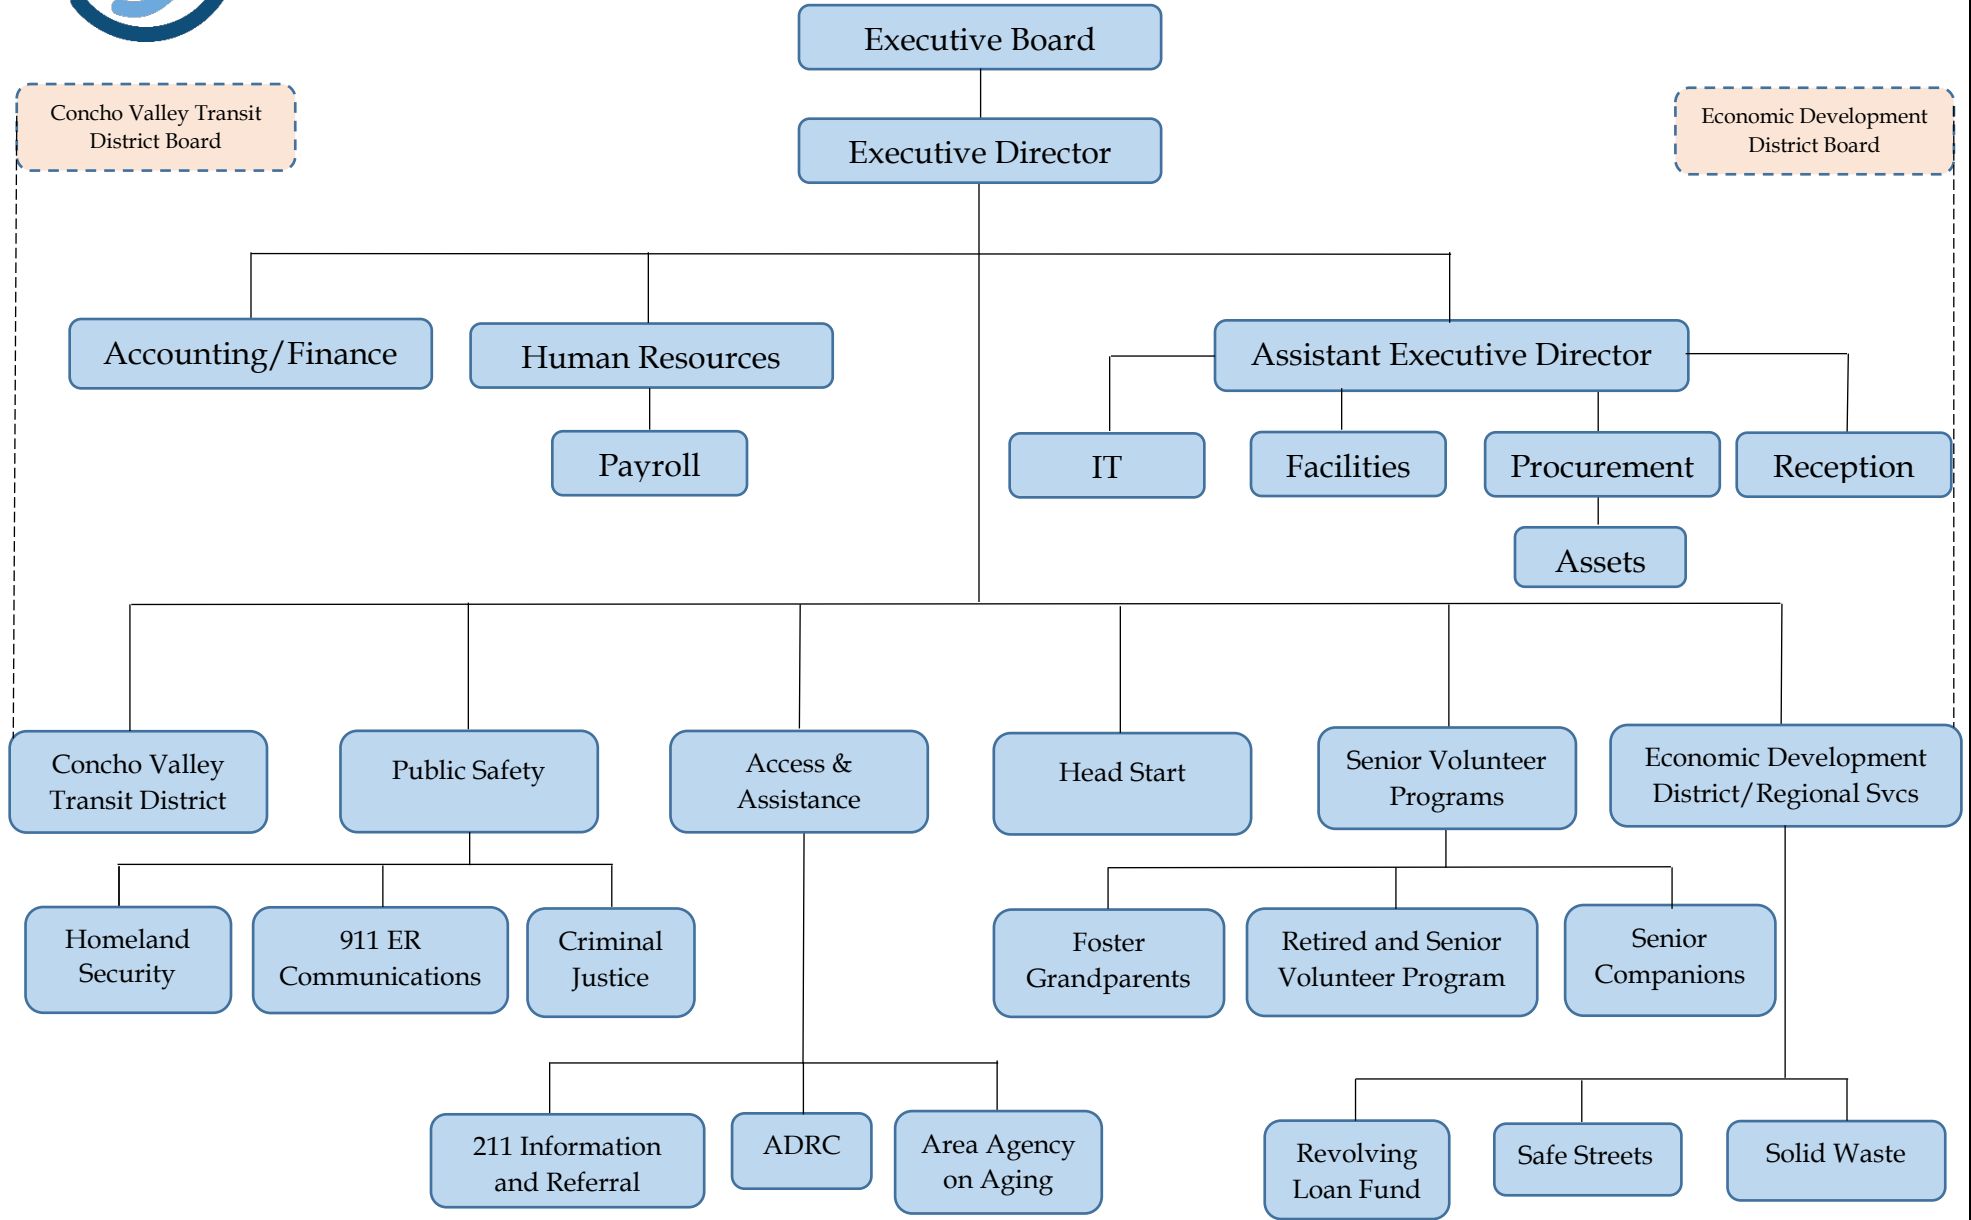 Executive Board
Concho Valley Transit
District Board
Economic Development
District Board
Executive Director
Accounting/Finance
Human Resources
Assistant Executive Director
Payroll
IT
Facilities
Procurement
Reception
Assets
Concho Valley
Transit District
Public Safety
Access &
Assistance
Head Start
Senior Volunteer
Programs
Economic Development
District/Regional Svcs
Homeland
Security
911 ER
Communications
Criminal
Justice
Foster
Grandparents
Retired and Senior
Volunteer Program
Senior
Companions
211 Information
and Referral
ADRC
Area Agency
on Aging
Revolving
Loan Fund
Safe Streets
Solid Waste